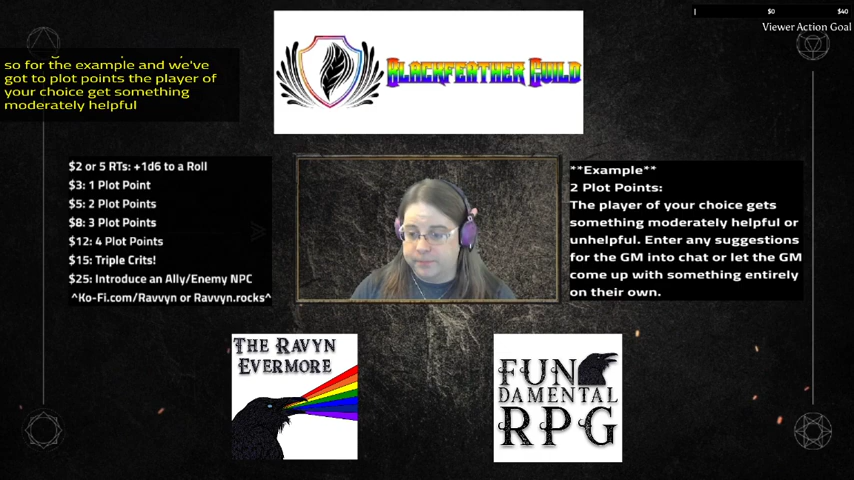 $0
$40
Viewer Action Goal
so for the example and we've
got to plot points the player of
your choice get something
moderately helpful
Blackfeather Guild
$2 or 5 RTs: +1d6 to a Roll
$3: 1 Plot Point
$5: 2 Plot Points
$8: 3 Plot Points
$12: 4 Plot Points
$15: Triple Crits!
$25: Introduce an Ally/Enemy NPC
^Ko-Fi.com/Ravvyn or Ravvyn.rocks^
**Example**
2 Plot Points:
The player of your choice gets
something moderately helpful or
unhelpful. Enter any suggestions
for the GM into chat or let the GM
come up with something entirely
on their own.
The Ravyn
Evermore
FUN
DAMENTAL
RPG